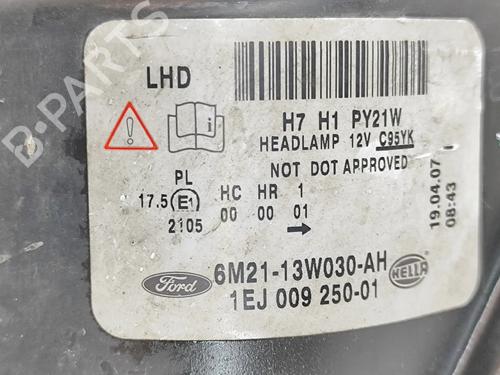 LHD
H7 H1 PY21W
HEADLAMP 12V C95YK
NOT DOT APPROVED
PL
17.5 E1
2105
HC HR 1
00 00 01
19.04.07
08:43
Ford
6M21-13W030-AH
1EJ 009 250-01
HELLA
B-PARTS